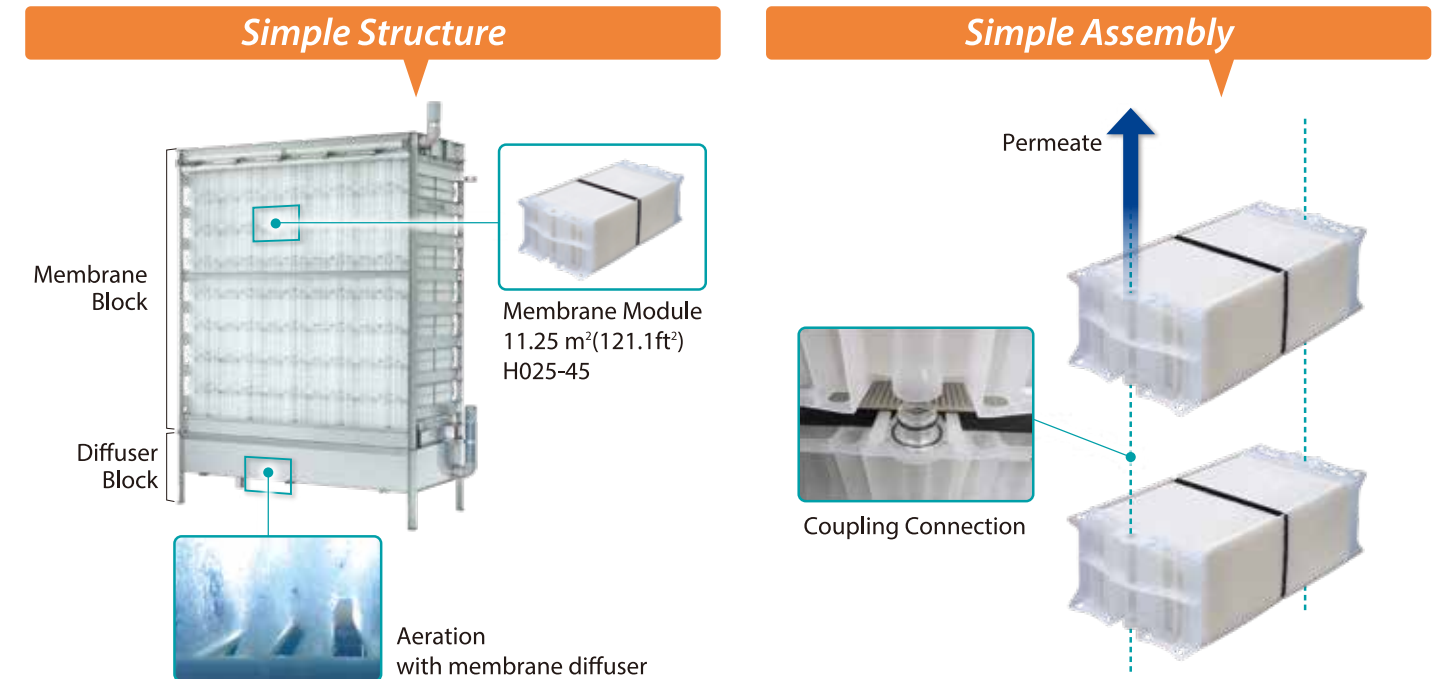 Simple Structure
Membrane
Block
Diffuser
Block
Membrane Module
11.25 m²(121.1ft²)
H025-45
Aeration
with membrane diffuser
Simple Assembly
Permeate
Coupling Connection